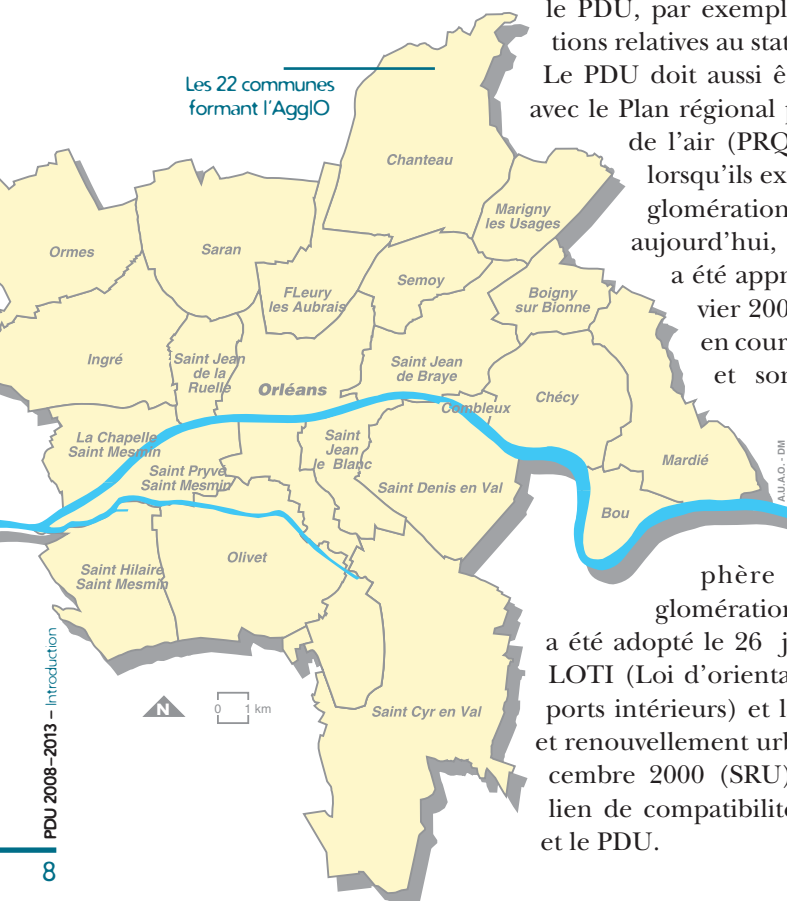 Les 22 communes
formant l'AgglO
Chanteau
Marigny
les Usages
Ormes
Saran
FLeury
les Aubrais
Semoy
Boigny
sur Bionne
Ingré
Saint Jean
de la
Ruelle
Orléans
Saint Jean
de Braye
Combleux
Chécy
La Chapelle
Saint Mesmin
Saint Pryvé
Saint Mesmin
Saint
Jean
le Blanc
Saint Denis en Val
Mardié
Bou
Saint Hilaire
Saint Mesmin
Olivet
Saint Cyr en Val
N
0 1 km
A.U.A.O. - DM
le PDU, par exempl
tions relatives au stat
Le PDU doit aussi ê
avec le Plan régional p
de l'air (PRQ
lorsqu'ils ex
glomération
aujourd'hui,
a été appr
vier 200
en cour
et son
phère
glomération
a été adopté le 26 j
LOTI (Loi d'orienta
ports intérieurs) et l
et renouvellement urb
cembre 2000 (SRU)
lien de compatibilité
et le PDU.
PDU 2008–2013 – Introduction
8